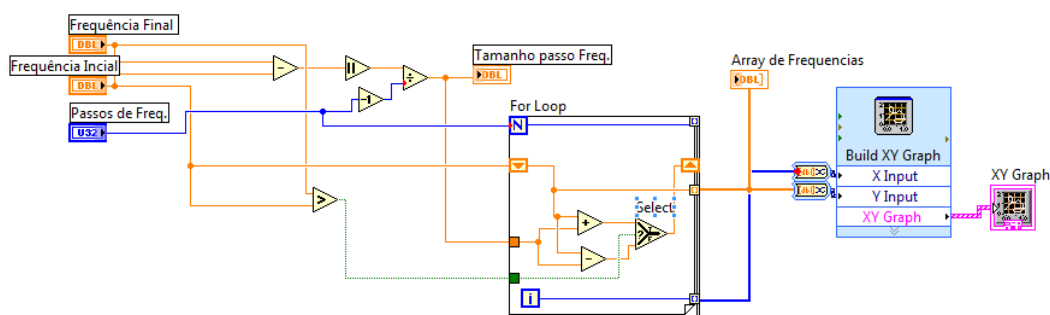 Frequência Final
DBL
Frequência Incial
DBL
Passos de Freq.
U32
Tamanho passo Freq.
DBL
For Loop
N
Select
i
Array de Frequencias
DBL
Build XY Graph
X Input
Y Input
XY Graph
XY Graph